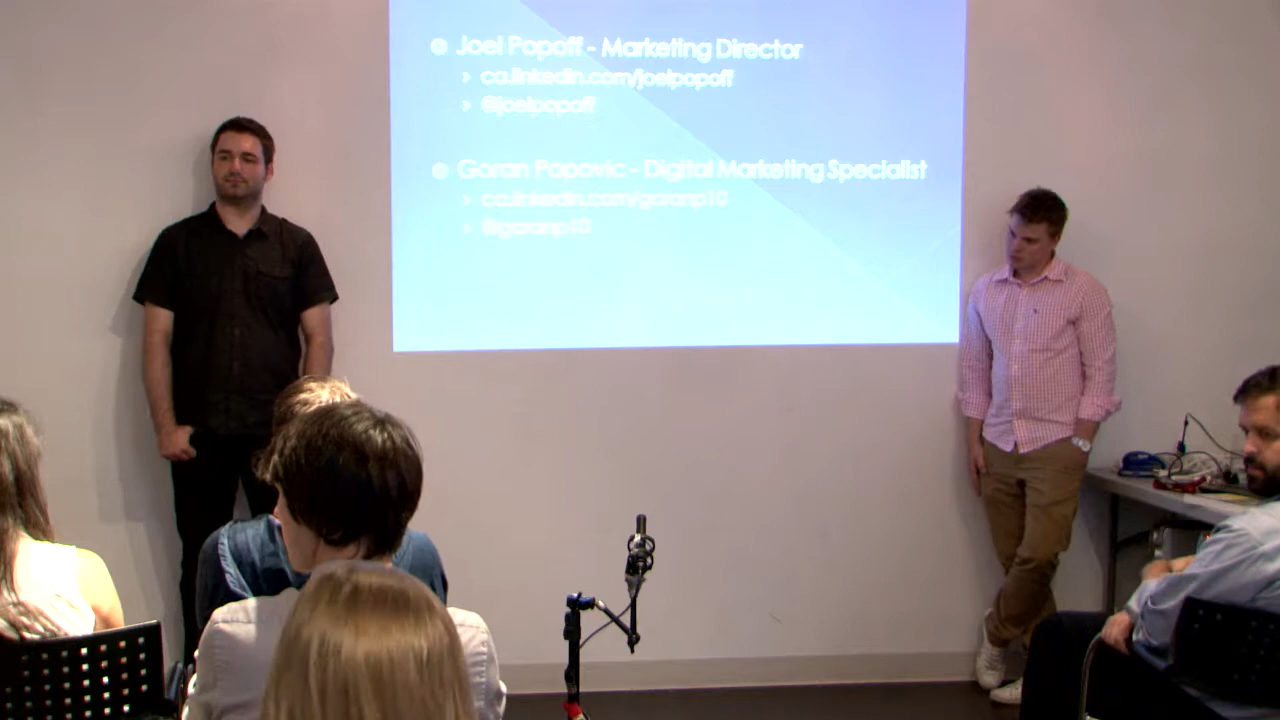 Joel Popoff - Marketing Director
ca.linkedin.com/joelpopoff
@joelpopoff
Goran Popovic - Digital Marketing Specialist
ca.linkedin.com/goranp10
@goranp10